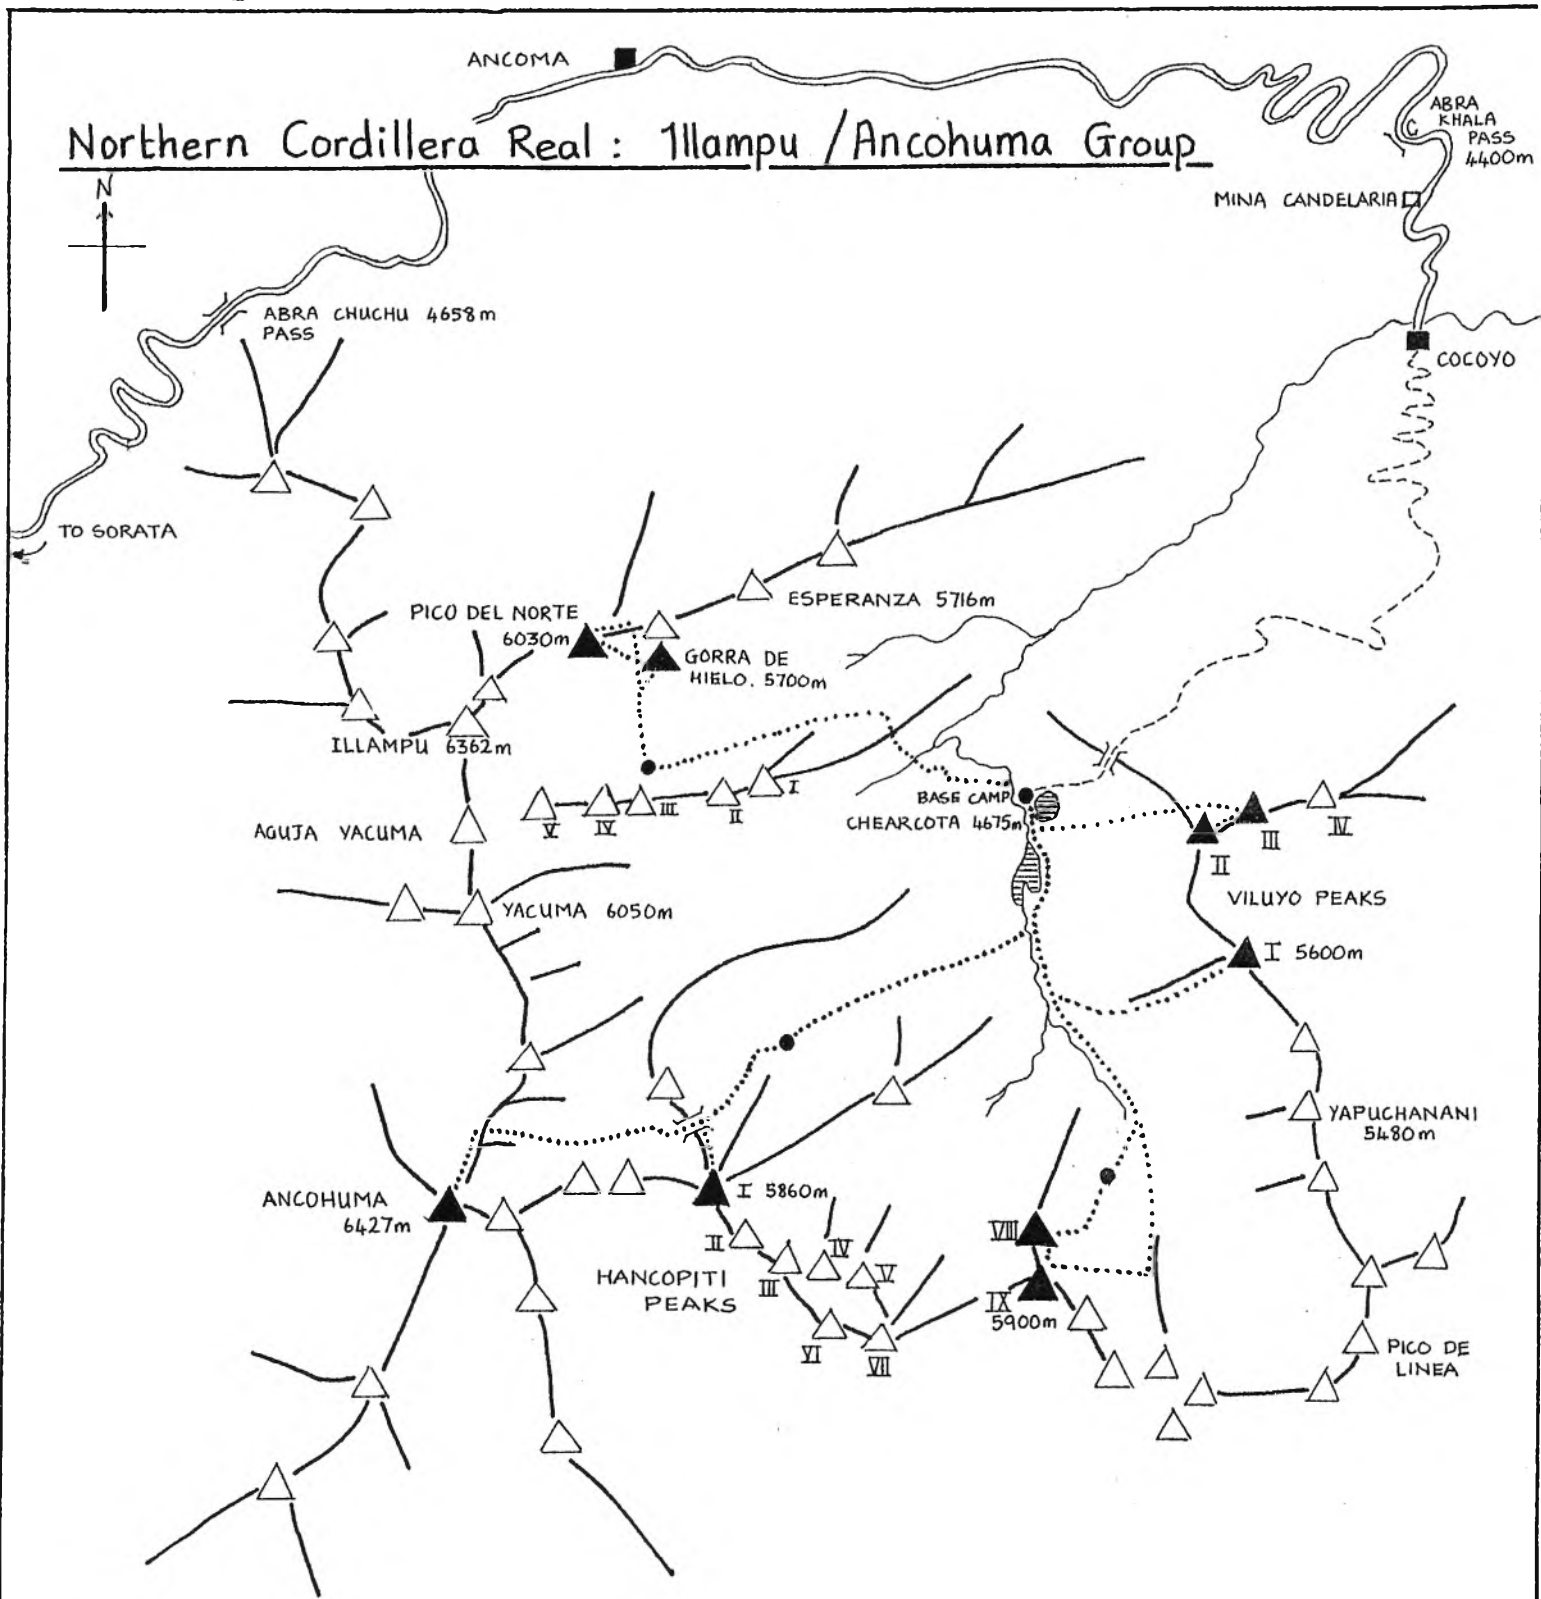 ANCOMA
Northern Cordillera Real : Illampu / Ancohuma Group
ABRA
KHALA
PASS
4400m
N
MINA CANDELARIA
ABRA CHUCHU 4658m
PASS
COCOYO
TO SORATA
ESPERANZA 5716m
PICO DEL NORTE
6030m
GORRA DE
HIELO. 5700m
ILLAMPU 6362m
I
II
III
IV
V
BASE CAMP
CHEARCOTA 4675m
AGUJA YACUMA
II
III
IV
VILUYO PEAKS
YACUMA 6050m
I 5600m
YAPUCHANANI
5480m
ANCOHUMA
6427m
I 5860m
II
III
IV
V
VI
VII
VIII
IX
5900m
HANCOPITI
PEAKS
PICO DE
LINEA